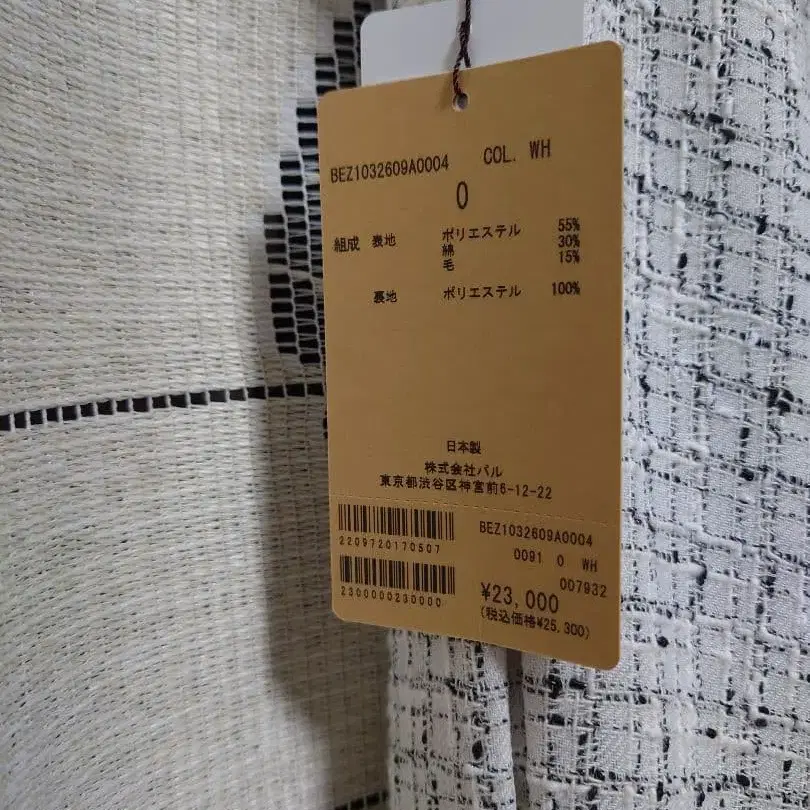 BEZ1032609A0004 COL. WH
0
組成 表地 ポリエステル 55%
綿 30%
毛 15%
裏地 ポリエステル 100%
日本製
株式会社パル
東京都渋谷区神宮前6-12-22
2209720170507
BEZ1032609A0004
0091 0 WH
007932
2300000230000
¥23,000
(税込価格¥25,300)